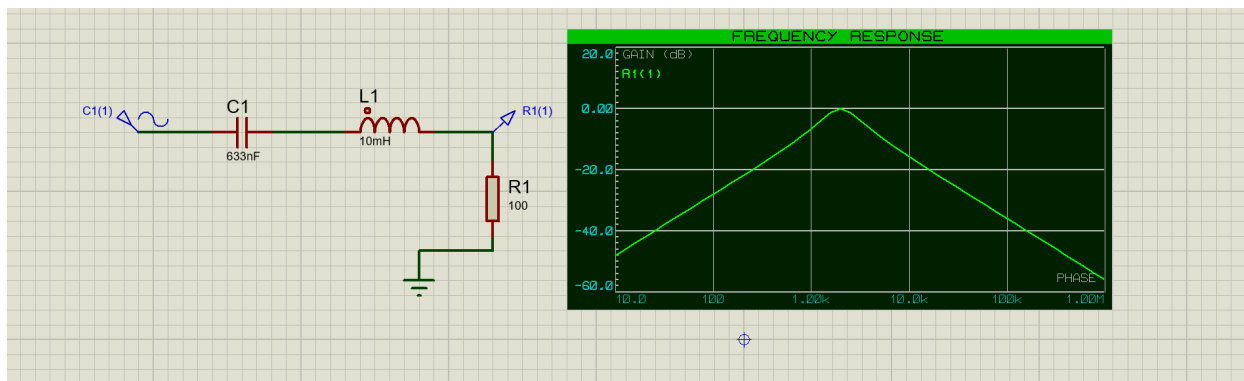 C1(1)
C1
633nF
L1
10mH
R1(1)
R1
100
FREQUENCY RESPONSE
20.0
GAIN (dB)
R1(1)
0.00
-20.0
-40.0
-60.0
PHASE
10.0 100 1.00k 10.0k 100k 1.00M